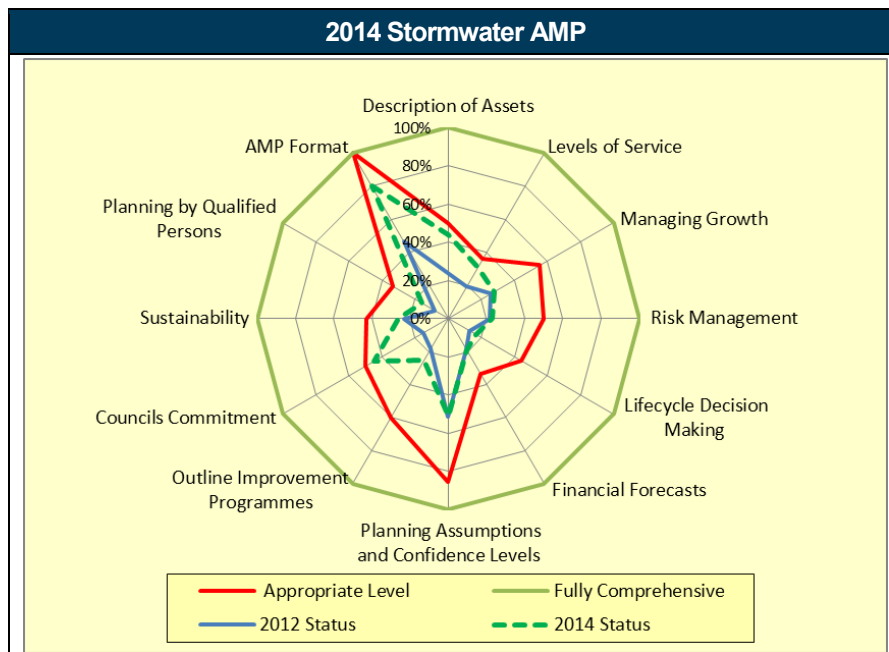 2014 Stormwater AMP
Description of Assets
100%
AMP Format
Levels of Service
80%
Planning by Qualified
Persons
60%
Managing Growth
40%
20%
Sustainability
0%
Risk Management
Councils Commitment
Lifecycle Decision
Making
Outline Improvement
Programmes
Financial Forecasts
Planning Assumptions
and Confidence Levels
Appropriate Level
Fully Comprehensive
2012 Status
2014 Status